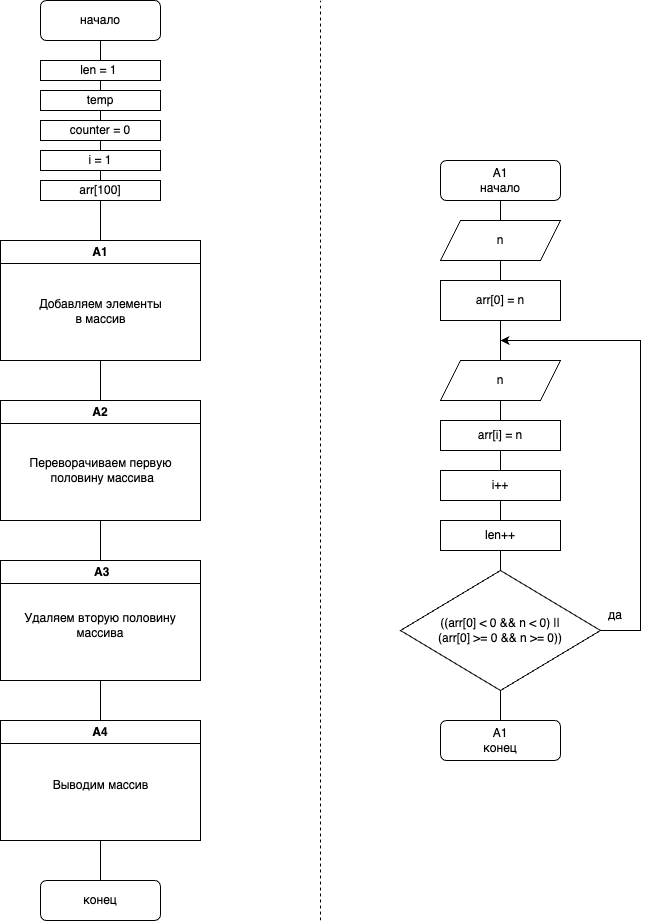 начало
len = 1
temp
counter = 0
i = 1
arr[100]
A1
Добавляем элементы
в массив
A2
Переворачиваем первую
половину массива
A3
Удаляем вторую половину
массива
A4
Выводим массив
конец
A1
начало
n
arr[0] = n
n
arr[i] = n
i++
len++
((arr[0] < 0 && n < 0) ||
(arr[0] >= 0 && n >= 0))
да
A1
конец